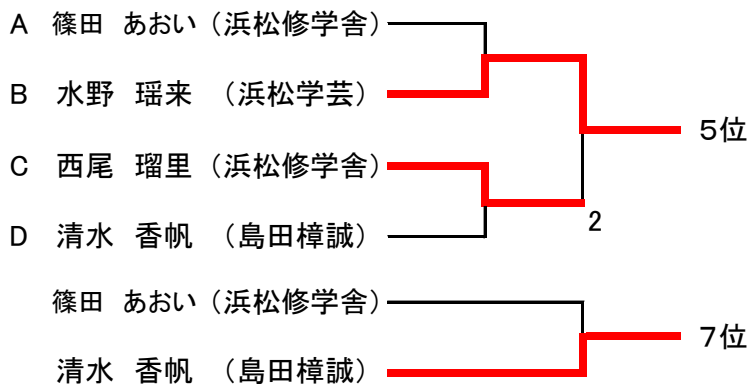 A 篠田 あおい（浜松修学舎）
B 水野 瑶来 （浜松学芸）
5位
C 西尾 瑠里（浜松修学舎）
D 清水 香帆 （島田樟誠）
2
篠田 あおい（浜松修学舎）
7位
清水 香帆 （島田樟誠）